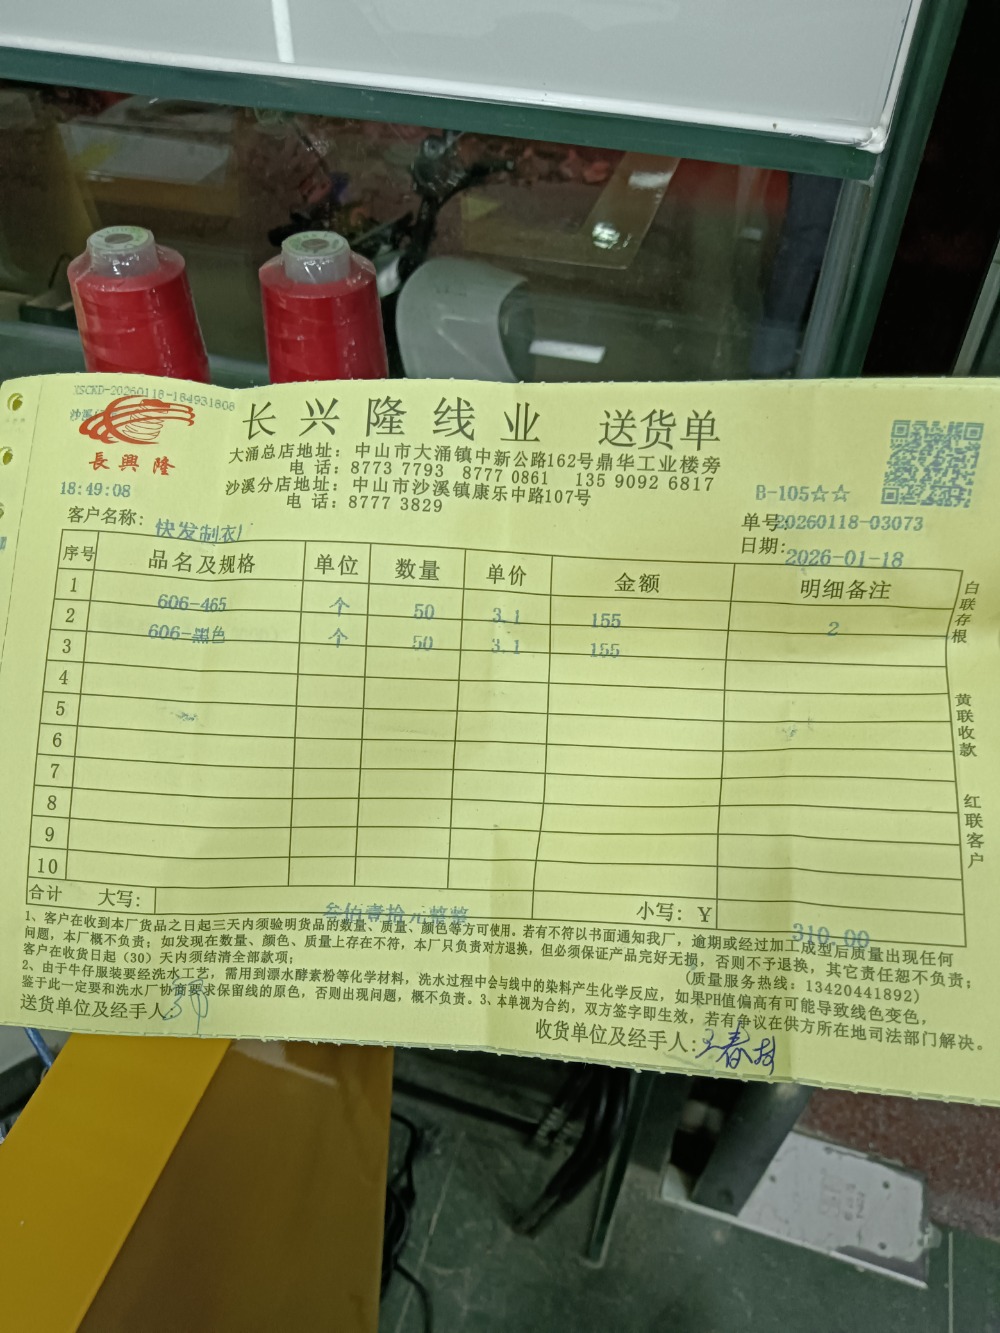 XSCKD-20260118-184931808
沙溪
長興隆
18:49:08
长兴隆线业 送货单
大涌总店地址：中山市大涌镇中新公路162号鼎华工业楼旁
电 话：8773 7793 8777 0861 135 9092 6817
沙溪分店地址：中山市沙溪镇康乐中路107号
电 话：8777 3829
B-105☆☆
单号：20260118-03073
日期：2026-01-18
客户名称：快发制衣厂
序号 品名及规格 单位 数量 单价 金额 明细备注
1 606-465 个 50 3.1 155 2
2 606-黑色 个 50 3.1 155
3
4
5
6
7
8
9
10
合计 大写：叁佰壹拾元整整 小写：￥ 310.00
白联存根
黄联收款
红联客户
1、客户在收到本厂货品之日起三天内须验明货品的数量、质量、颜色等方可使用。若有不符以书面通知我厂，逾期或经过加工成型后质量出现任何
问题，本厂概不负责；如发现在数量、颜色、质量上存在不符，本厂只负责对方退换，但必须保证产品完好无损，否则不予退换，其它责任恕不负责；
客户在收货日起（30）天内须结清全部款项； （质量服务热线：13420441892）
2、由于牛仔服装要经洗水工艺，需用到漂水酵素粉等化学材料，洗水过程中会与线中的染料产生化学反应，如果PH值偏高有可能导致线色变色，
鉴于此一定要和洗水厂协商要求保留线的原色，否则出现问题，概不负责。3、本单视为合约，双方签字即生效，若有争议在供方所在地司法部门解决。
送货单位及经手人：
收货单位及经手人：王春林